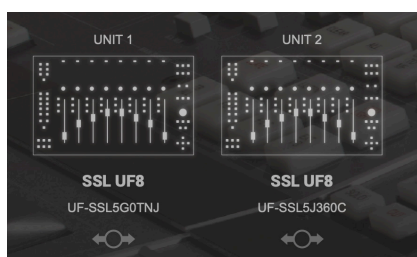 UNIT 1
UNIT 2
SSL UF8
SSL UF8
UF-SSL5G0TNJ
UF-SSL5J360C